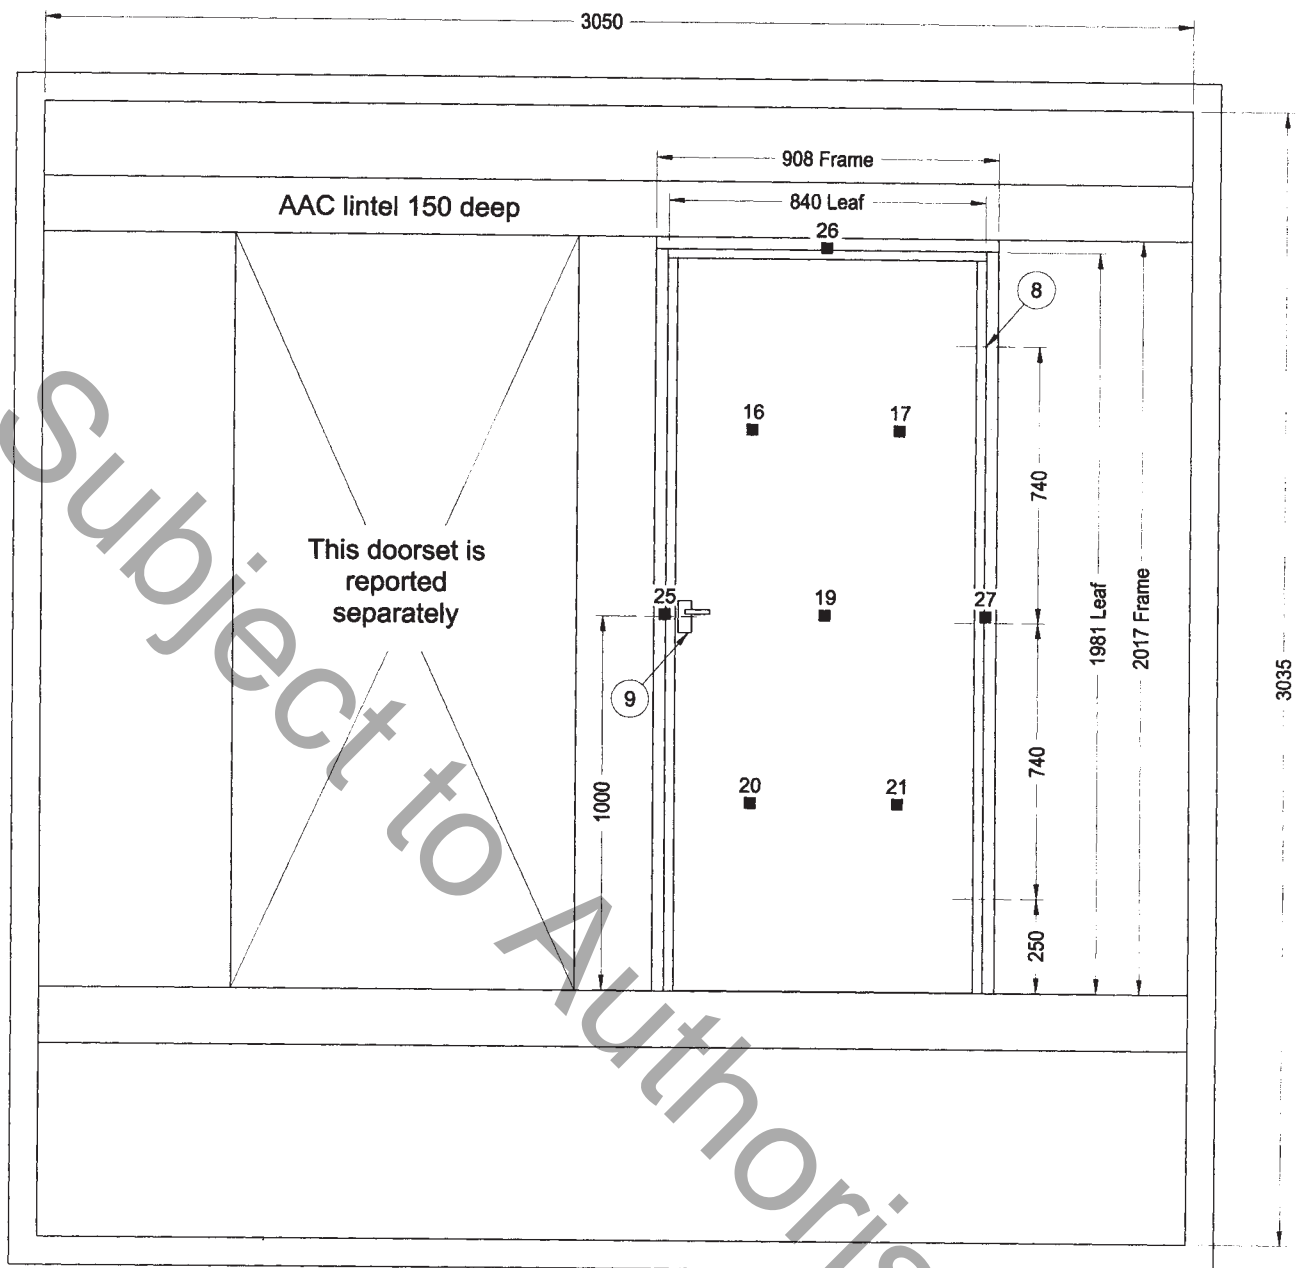 3050
908 Frame
AAC lintel 150 deep
840 Leaf
26
8
16
17
740
This doorset is
reported
separately
25
19
27
1981 Leaf
2017 Frame
3035
9
740
1000
20
21
250
Subject to Authoris